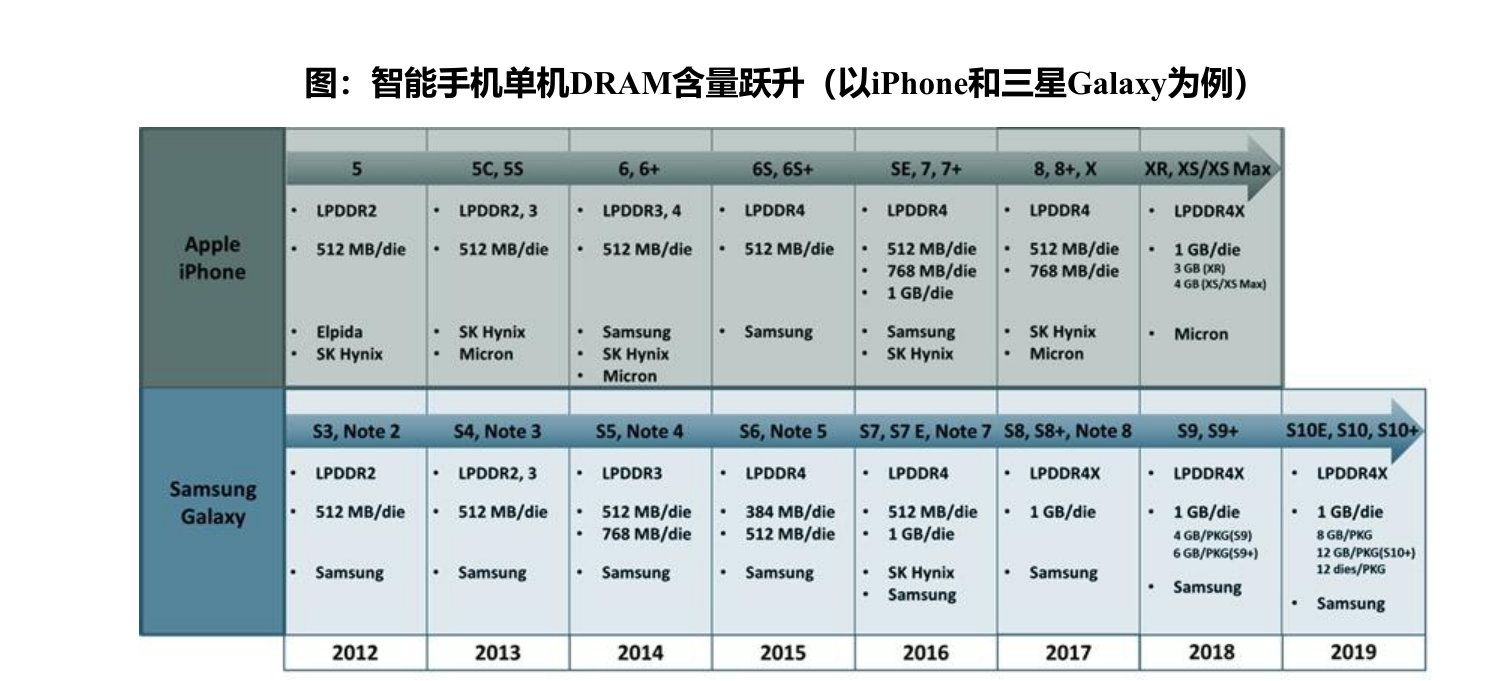 图：智能手机单机DRAM含量跃升（以iPhone和三星Galaxy为例）
Apple
iPhone
5
• LPDDR2
• 512 MB/die
• Elpida
• SK Hynix
5C, 5S
• LPDDR2, 3
• 512 MB/die
• SK Hynix
• Micron
6, 6+
• LPDDR3, 4
• 512 MB/die
• Samsung
• SK Hynix
• Micron
6S, 6S+
• LPDDR4
• 512 MB/die
• Samsung
SE, 7, 7+
• LPDDR4
• 512 MB/die
• 768 MB/die
• 1 GB/die
• Samsung
• SK Hynix
8, 8+, X
• LPDDR4
• 512 MB/die
• 768 MB/die
• SK Hynix
• Micron
XR, XS/XS Max
• LPDDR4X
• 1 GB/die
3 GB (XR)
4 GB (XS/XS Max)
• Micron
Samsung
Galaxy
S3, Note 2
• LPDDR2
• 512 MB/die
• Samsung
S4, Note 3
• LPDDR2, 3
• 512 MB/die
• Samsung
S5, Note 4
• LPDDR3
• 512 MB/die
• 768 MB/die
• Samsung
S6, Note 5
• LPDDR4
• 384 MB/die
• 512 MB/die
• Samsung
S7, S7 E, Note 7
• LPDDR4
• 512 MB/die
• 1 GB/die
• SK Hynix
• Samsung
S8, S8+, Note 8
• LPDDR4X
• 1 GB/die
• Samsung
S9, S9+
• LPDDR4X
• 1 GB/die
4 GB/PKG(S9)
6 GB/PKG(S9+)
• Samsung
S10E, S10, S10+
• LPDDR4X
• 1 GB/die
8 GB/PKG
12 GB/PKG(S10+)
12 dies/PKG
• Samsung
2012
2013
2014
2015
2016
2017
2018
2019